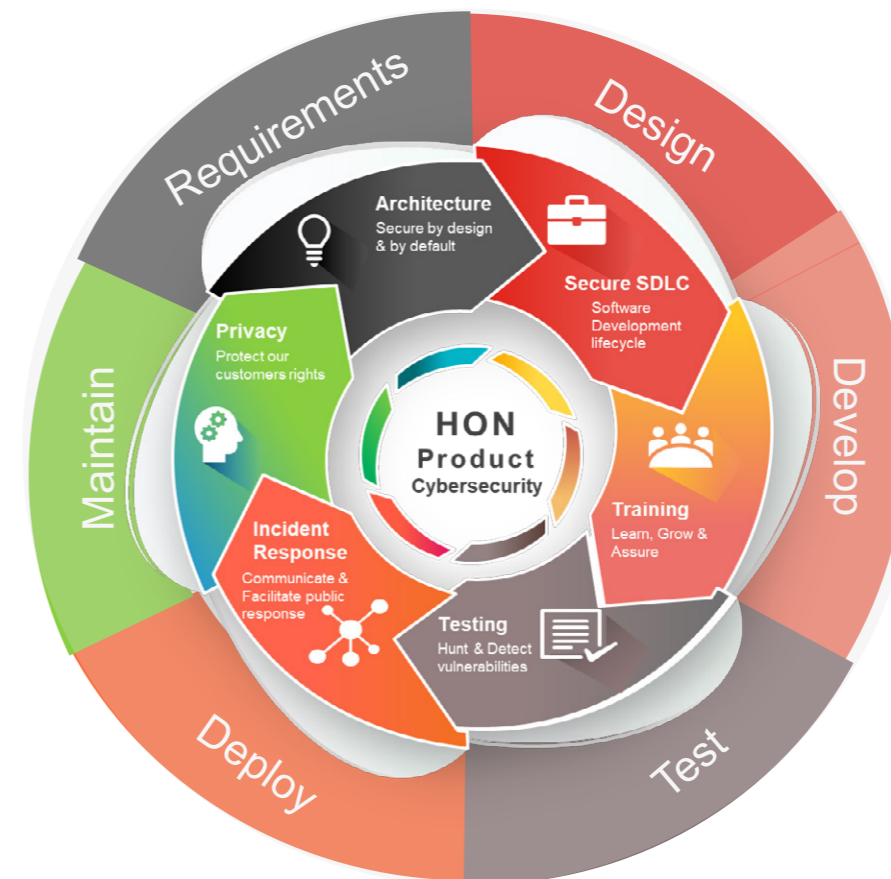 Requirements
Design
Develop
Test
Deploy
Maintain
Architecture
Secure by design
& by default
Secure SDLC
Software
Development
lifecycle
Training
Learn, Grow &
Assure
Testing
Hunt & Detect
vulnerabilities
Incident
Response
Communicate &
Facilitate public
response
Privacy
Protect our
customers rights
HON
Product
Cybersecurity